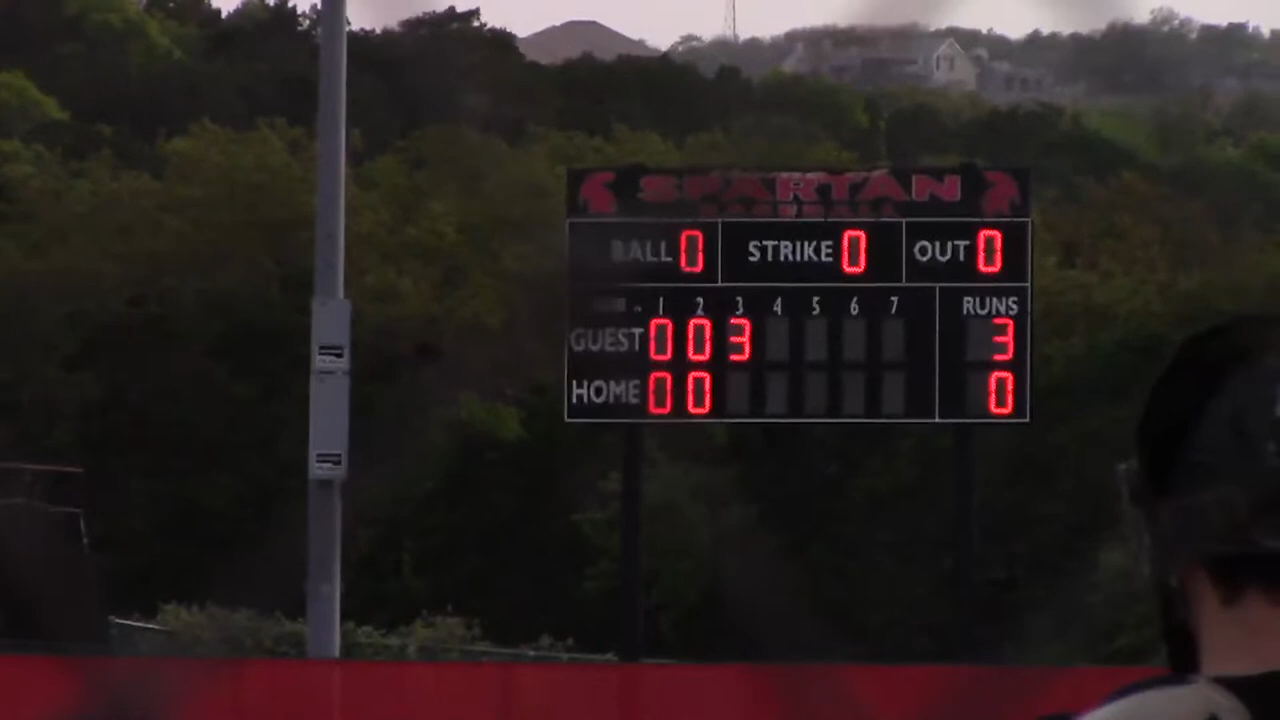 SPARTAN
BASEBALL
BALL 0 STRIKE 0 OUT 0
1 2 3 4 5 6 7 RUNS
GUEST 0 0 3 3
HOME 0 0 0